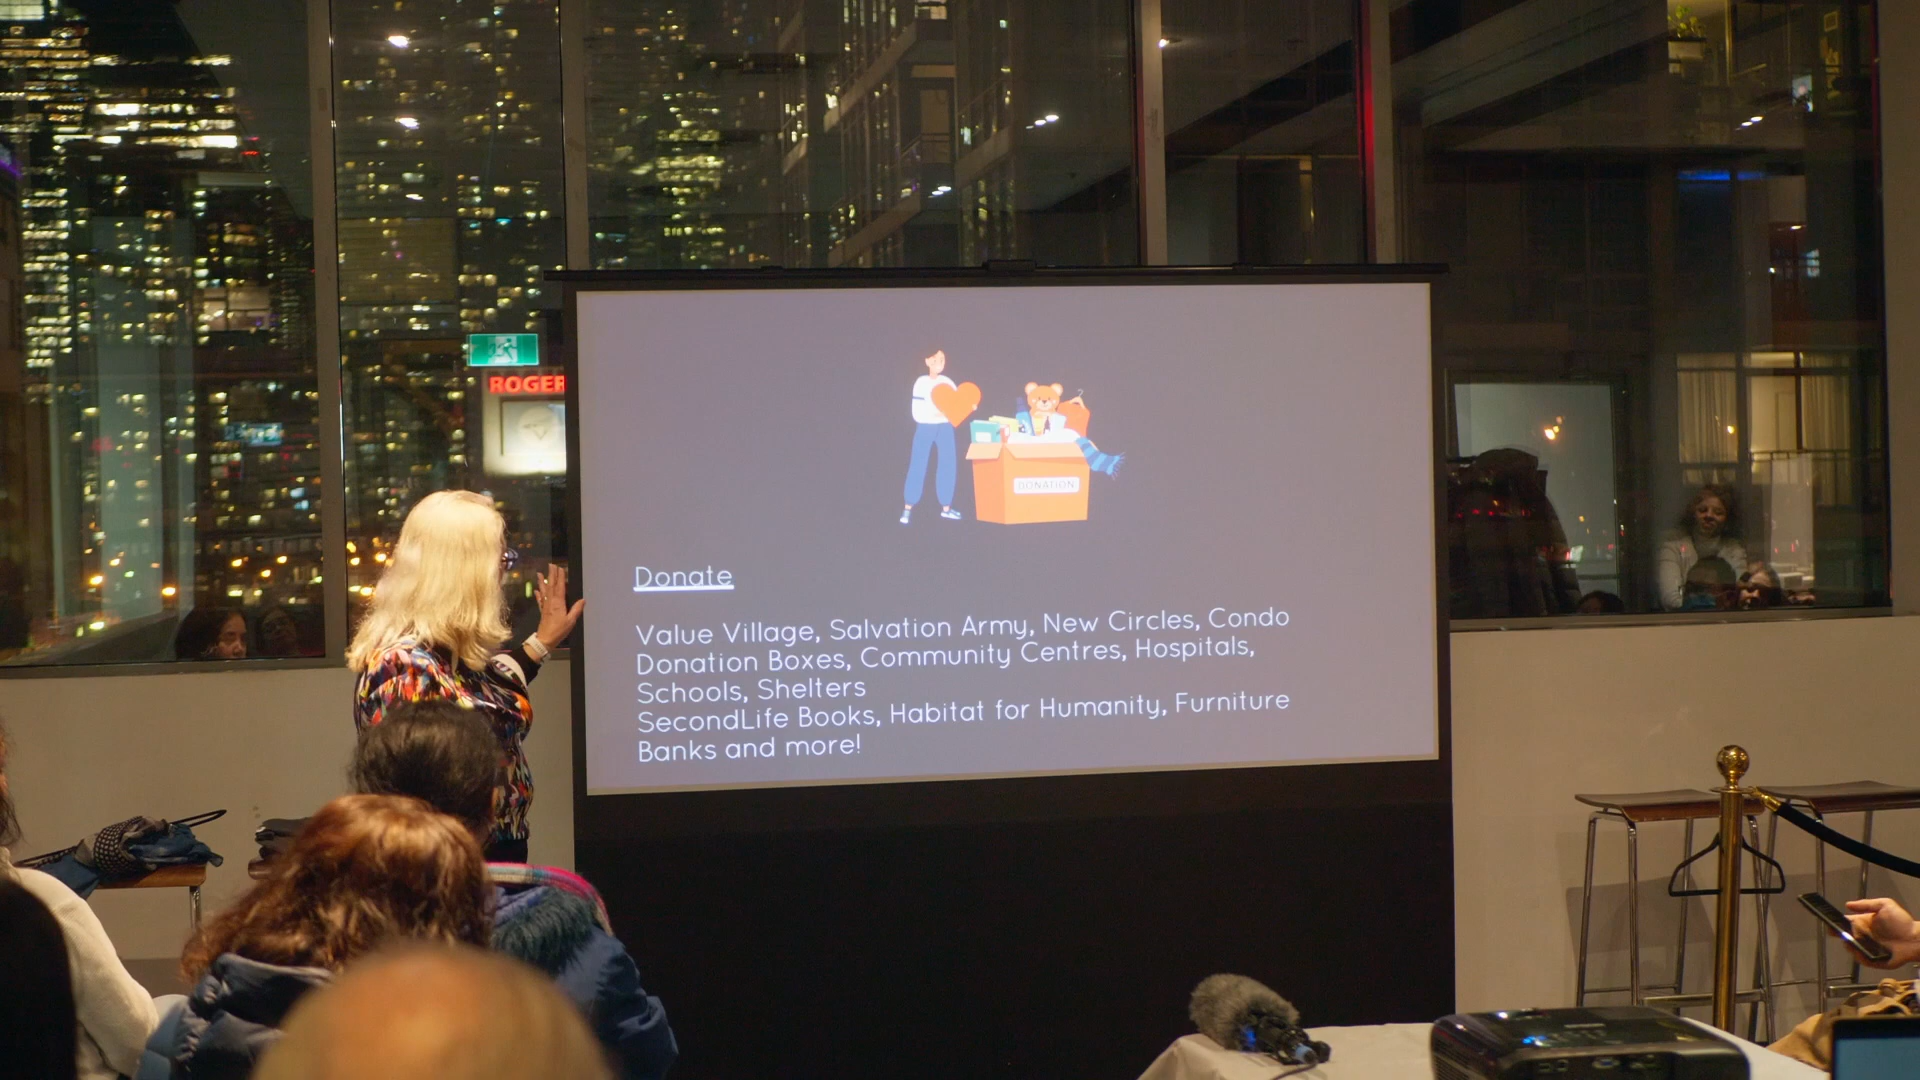 ROGER
DONATION
Donate
Value Village, Salvation Army, New Circles, Condo
Donation Boxes, Community Centres, Hospitals,
Schools, Shelters
SecondLife Books, Habitat for Humanity, Furniture
Banks and more!